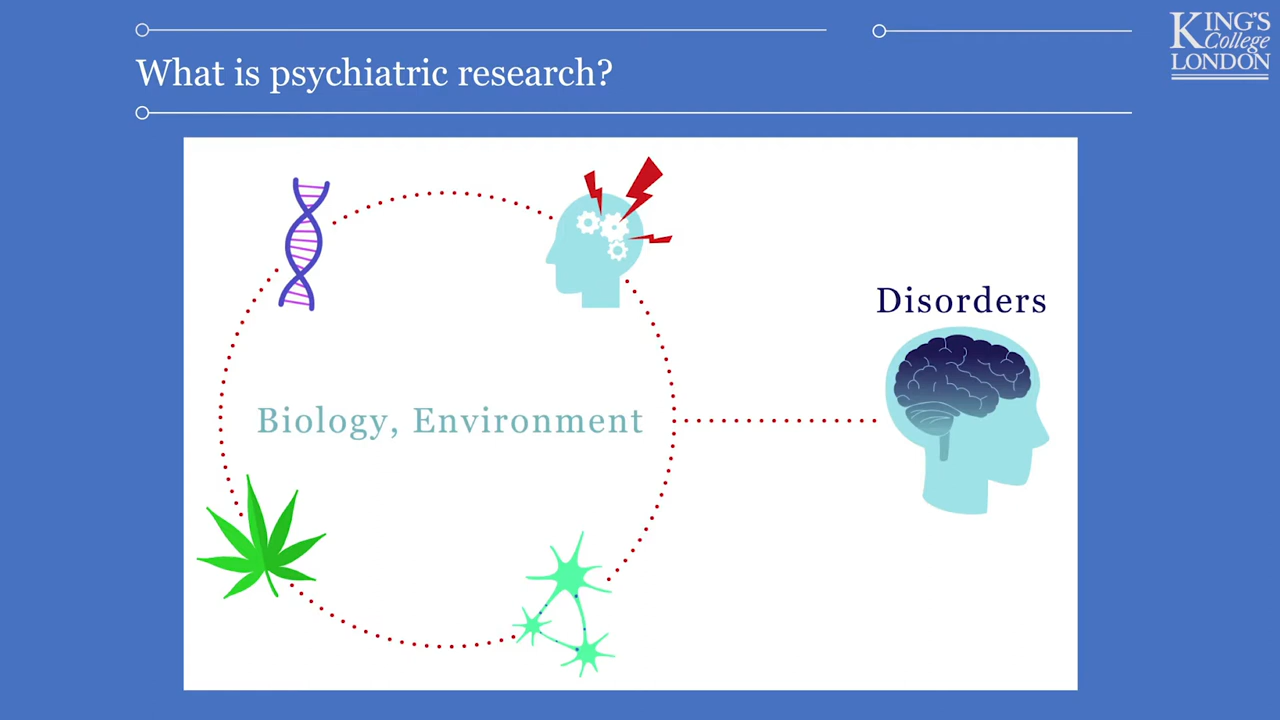 KING'S
College
LONDON
What is psychiatric research?
Disorders
Biology, Environment